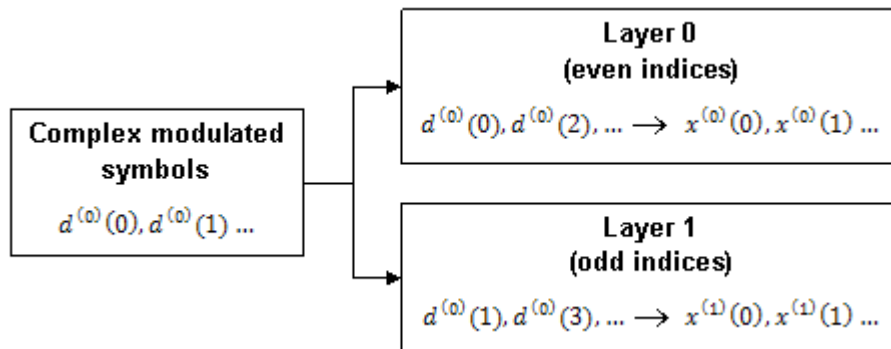 Complex modulated
symbols
d⁽⁰⁾(0), d⁽⁰⁾(1) ...
Layer 0
(even indices)
d⁽⁰⁾(0), d⁽⁰⁾(2), ... → x⁽⁰⁾(0), x⁽⁰⁾(1) ...
Layer 1
(odd indices)
d⁽⁰⁾(1), d⁽⁰⁾(3), ... → x⁽¹⁾(0), x⁽¹⁾(1) ...